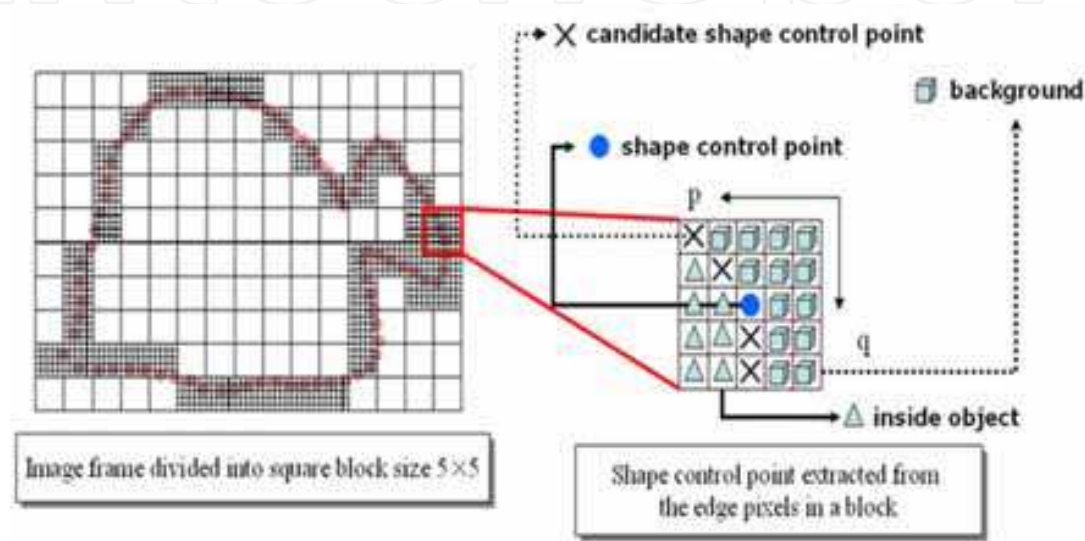 candidate shape control point
background
shape control point
p
q
inside object
Image frame divided into square block size 5×5
Shape control point extracted from
the edge pixels in a block